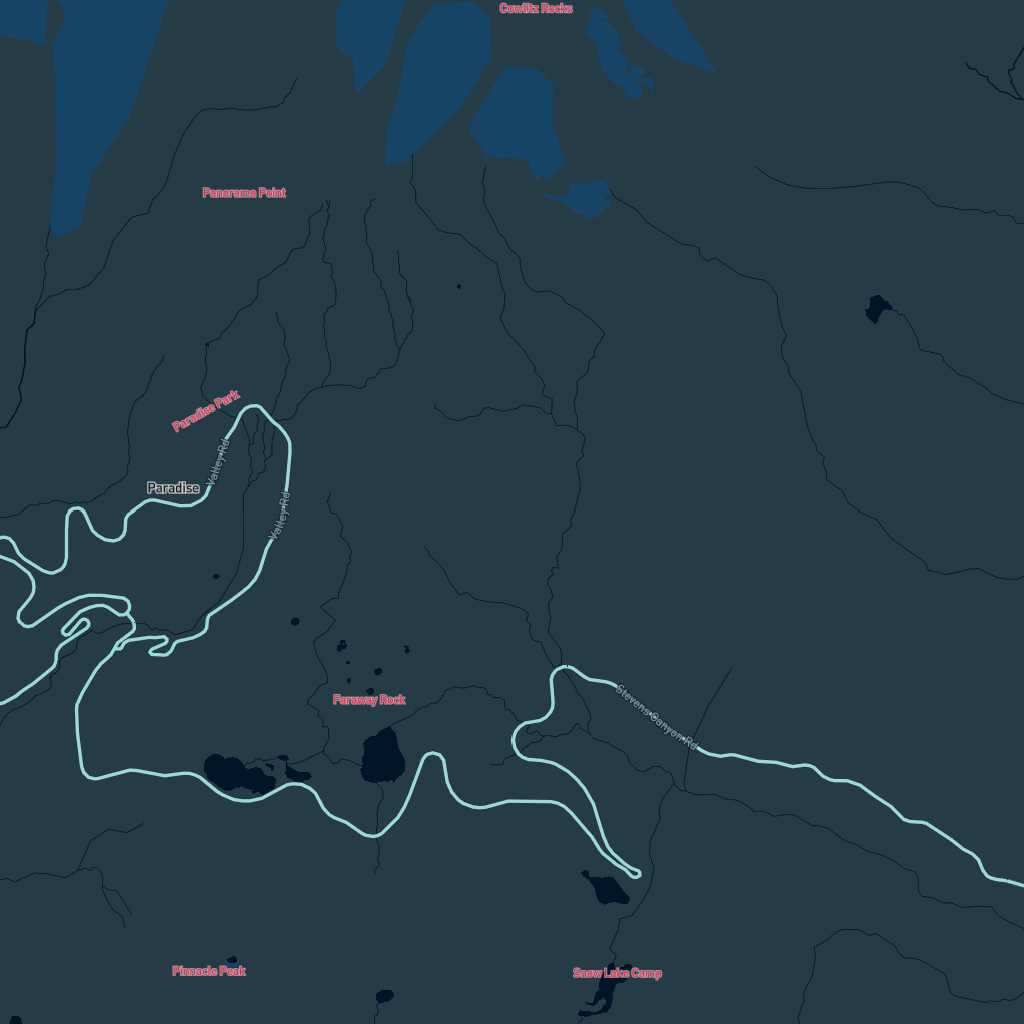 Cowlitz Rocks
Panorama Point
Paradise Park
Valley Rd
Paradise
Valley Rd
Faraway Rock
Stevens Canyon Rd
Pinnacle Peak
Snow Lake Camp